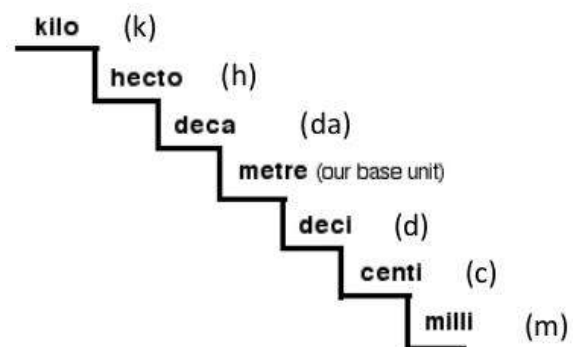 kilo (k)
hecto (h)
deca (da)
metre (our base unit)
deci (d)
centi (c)
milli (m)